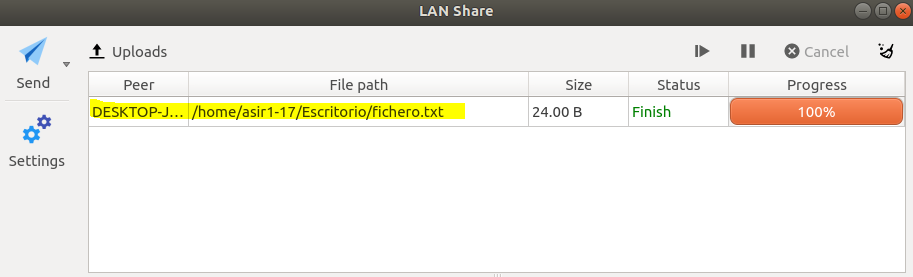 LAN Share
Send
Uploads
Cancel
Peer File path Size Status Progress
DESKTOP-J... /home/asir1-17/Escritorio/fichero.txt 24.00 B Finish 100%
Settings